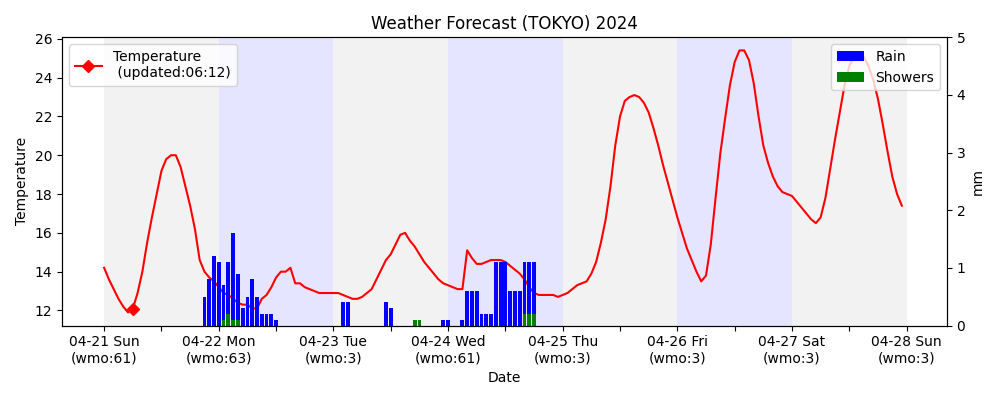 Weather Forecast (TOKYO) 2024
Temperature
(updated:06:12)
Rain
Showers
26
24
22
20
18
16
14
12
Temperature
5
4
3
2
1
0
mm
04-21 Sun
(wmo:61)
04-22 Mon
(wmo:63)
04-23 Tue
(wmo:3)
04-24 Wed
(wmo:61)
04-25 Thu
(wmo:3)
04-26 Fri
(wmo:3)
04-27 Sat
(wmo:3)
04-28 Sun
(wmo:3)
Date